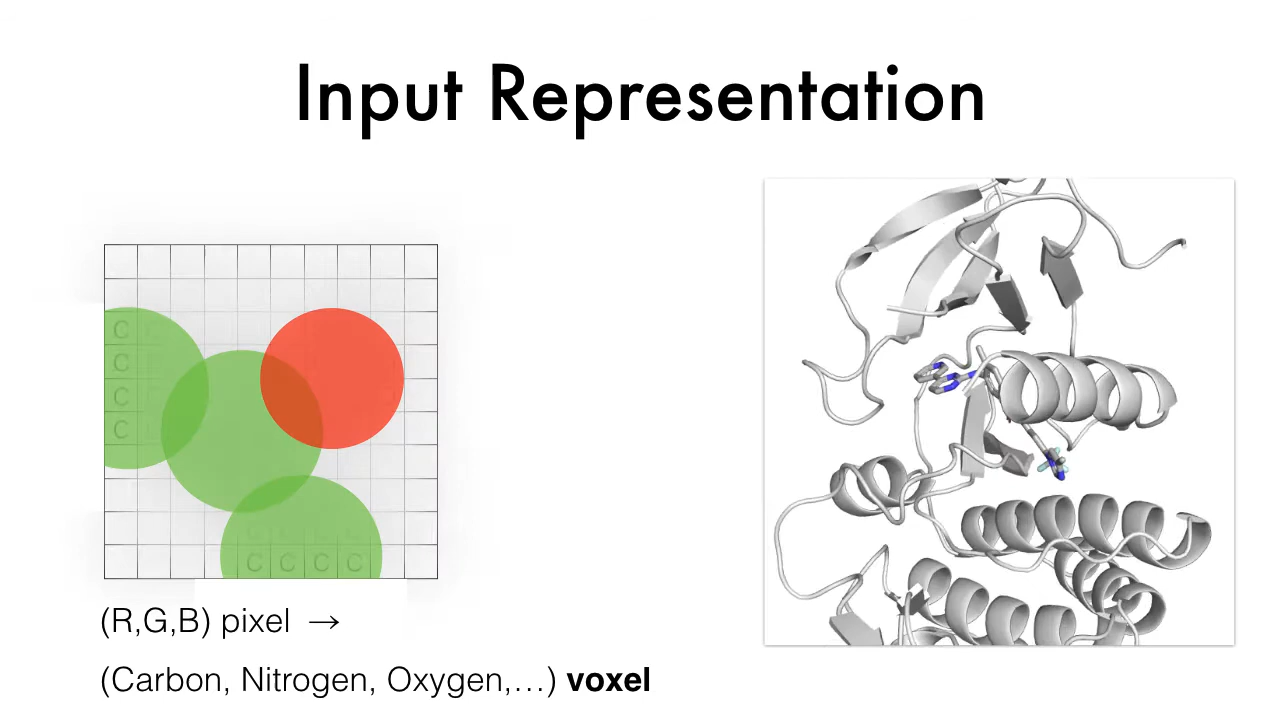 Input Representation
C
C
C
C
C C C C
(R,G,B) pixel →
(Carbon, Nitrogen, Oxygen,...) voxel